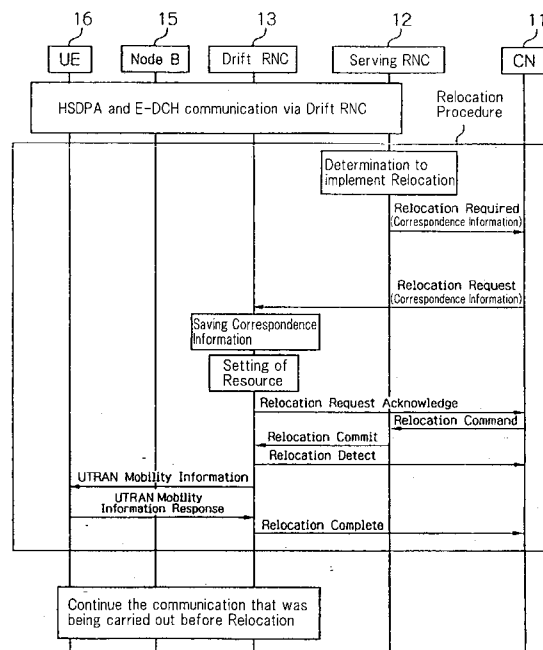 16 15 13 12 11
UE Node B Drift RNC Serving RNC CN
HSDPA and E-DCH communication via Drift RNC
Relocation
Procedure
Determination to
implement Relocation
Relocation Required
(Correspondence Information)
Relocation Request
(Correspondence Information)
Saving Correspondence
Information
Setting of
Resource
Relocation Request Acknowledge
Relocation Command
Relocation Commit
Relocation Detect
UTRAN Mobility Information
UTRAN Mobility
Information Response
Relocation Complete
Continue the communication that was
being carried out before Relocation